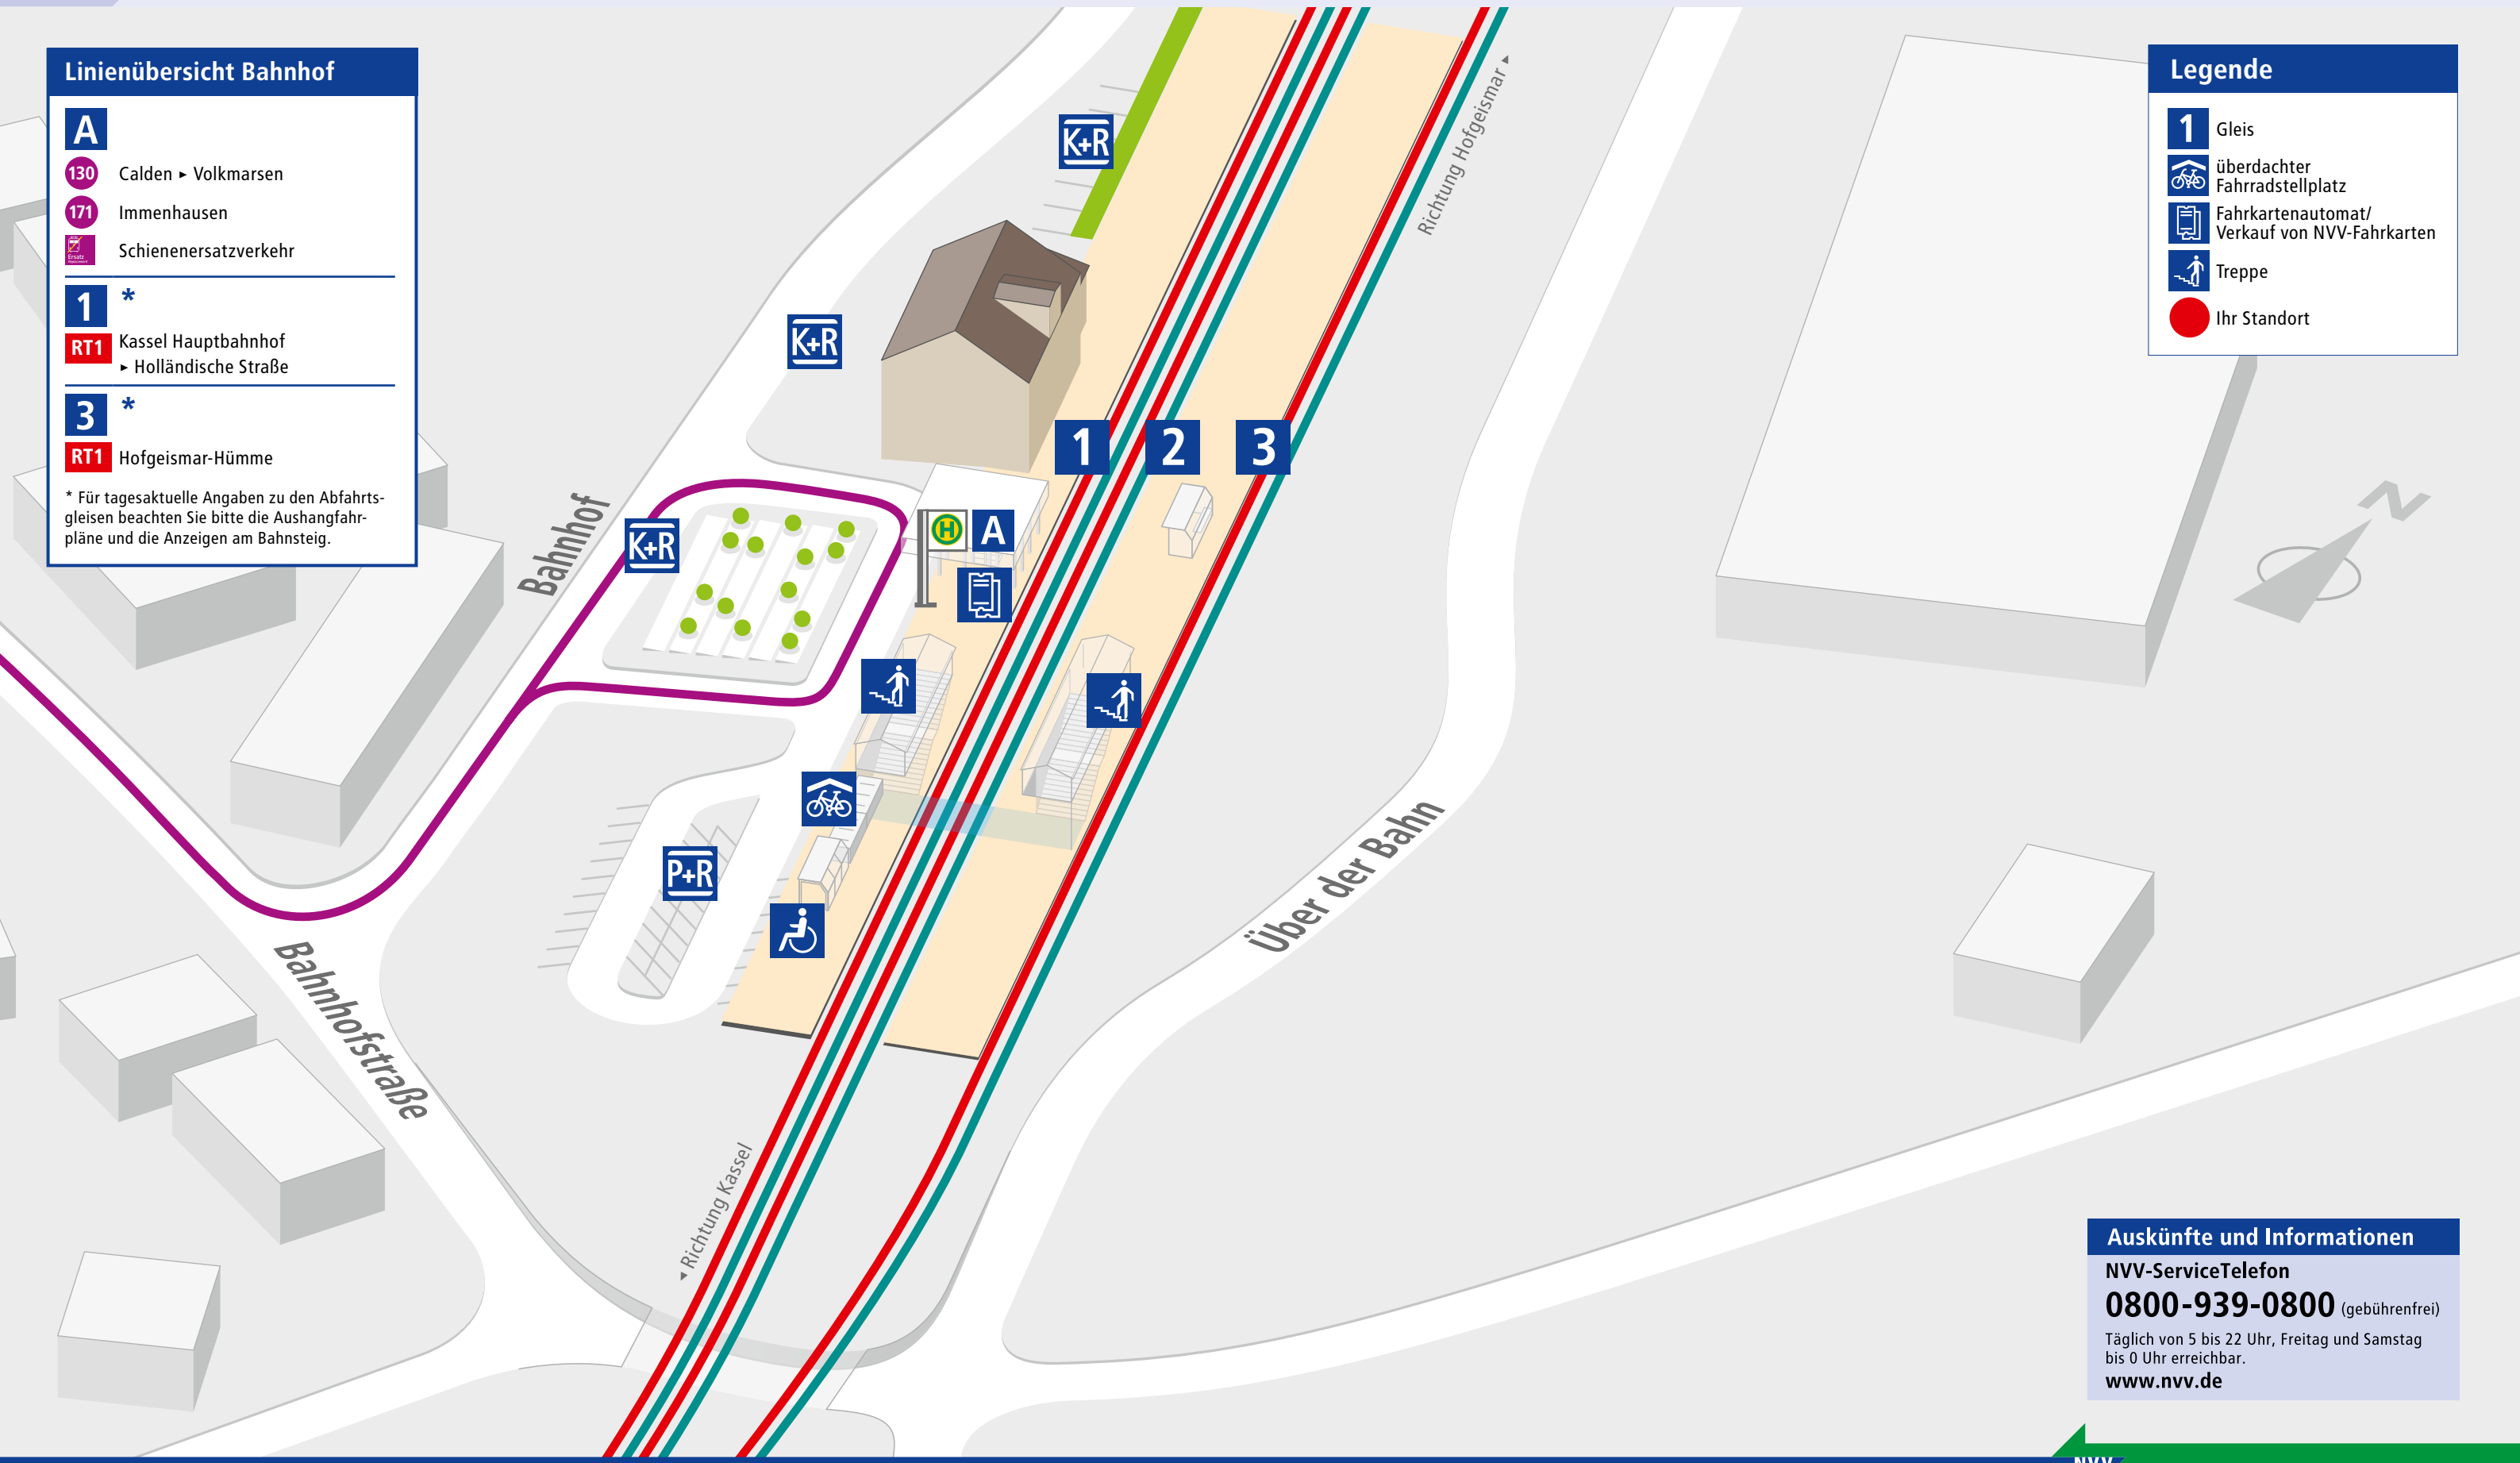 Linienübersicht Bahnhof
A
130 Calden ▸ Volkmarsen
171 Immenhausen
Ersatz
Schienenersatzverkehr
1 *
RT1 Kassel Hauptbahnhof
▸ Holländische Straße
3 *
RT1 Hofgeismar-Hümme
* Für tagesaktuelle Angaben zu den Abfahrts-
gleisen beachten Sie bitte die Aushangfahr-
pläne und die Anzeigen am Bahnsteig.
Legende
1 Gleis
überdachter
Fahrradstellplatz
Fahrkartenautomat/
Verkauf von NVV-Fahrkarten
Treppe
Ihr Standort
Richtung Hofgeismar ▸
K+R
K+R
1
2
3
N
Bahnhof
K+R
H
A
P+R
Über der Bahn
Bahnhofstraße
◂ Richtung Kassel
Auskünfte und Informationen
NVV-ServiceTelefon
0800-939-0800 (gebührenfrei)
Täglich von 5 bis 22 Uhr, Freitag und Samstag
bis 0 Uhr erreichbar.
www.nvv.de
NVV